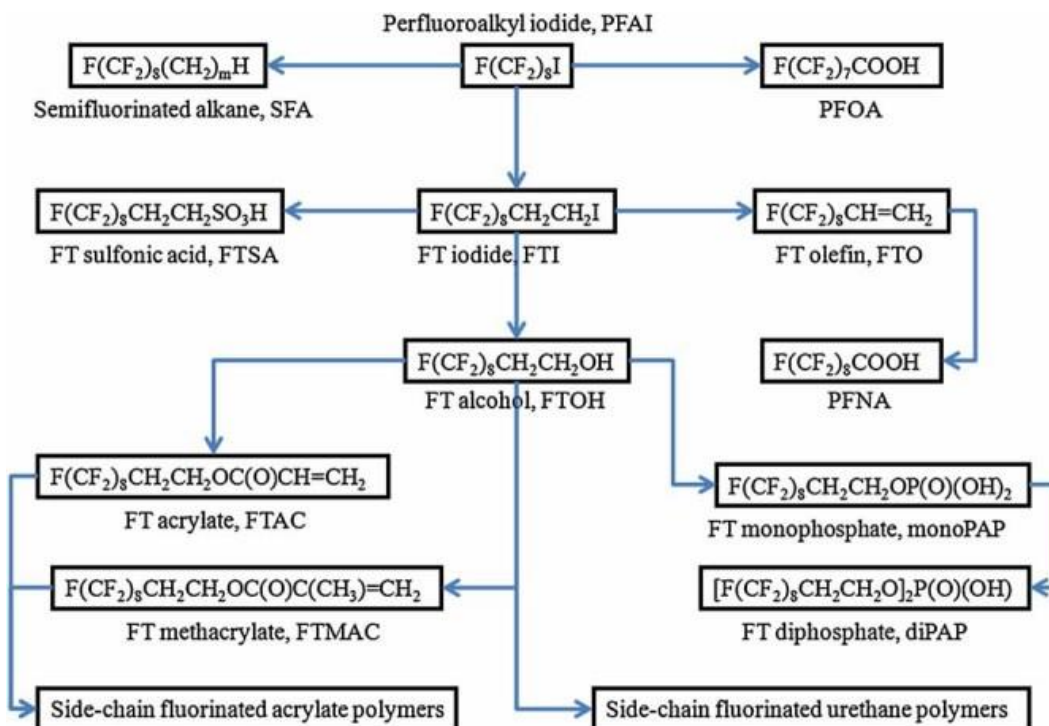 Perfluoroalkyl iodide, PFAI
F(CF₂)₈(CH₂)ₘH
F(CF₂)₈I
F(CF₂)₇COOH
Semifluorinated alkane, SFA
PFOA
F(CF₂)₈CH₂CH₂SO₃H
F(CF₂)₈CH₂CH₂I
F(CF₂)₈CH=CH₂
FT sulfonic acid, FTSA
FT iodide, FTI
FT olefin, FTO
F(CF₂)₈CH₂CH₂OH
F(CF₂)₈COOH
FT alcohol, FTOH
PFNA
F(CF₂)₈CH₂CH₂OC(O)CH=CH₂
F(CF₂)₈CH₂CH₂OP(O)(OH)₂
FT acrylate, FTAC
FT monophosphate, monoPAP
F(CF₂)₈CH₂CH₂OC(O)C(CH₃)=CH₂
[F(CF₂)₈CH₂CH₂O]₂P(O)(OH)
FT methacrylate, FTMAC
FT diphosphate, diPAP
Side-chain fluorinated acrylate polymers
Side-chain fluorinated urethane polymers